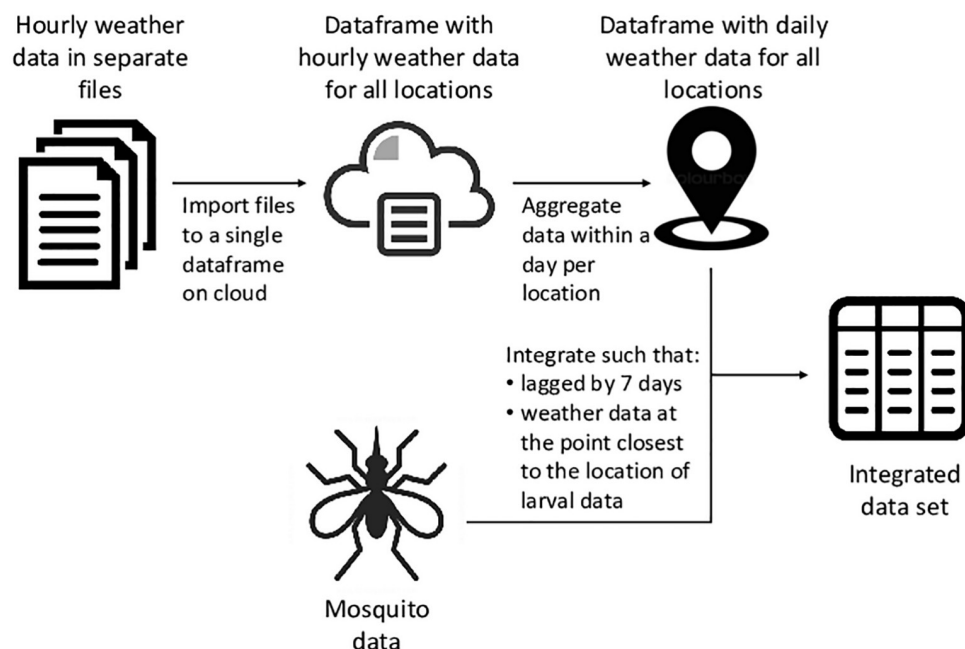 Hourly weather
data in separate
files
Dataframe with
hourly weather data
for all locations
Dataframe with daily
weather data for all
locations
Import files
to a single
dataframe
on cloud
Aggregate
data within a
day per
location
Integrate such that:
• lagged by 7 days
• weather data at
the point closest
to the location of
larval data
Mosquito
data
Integrated
data set